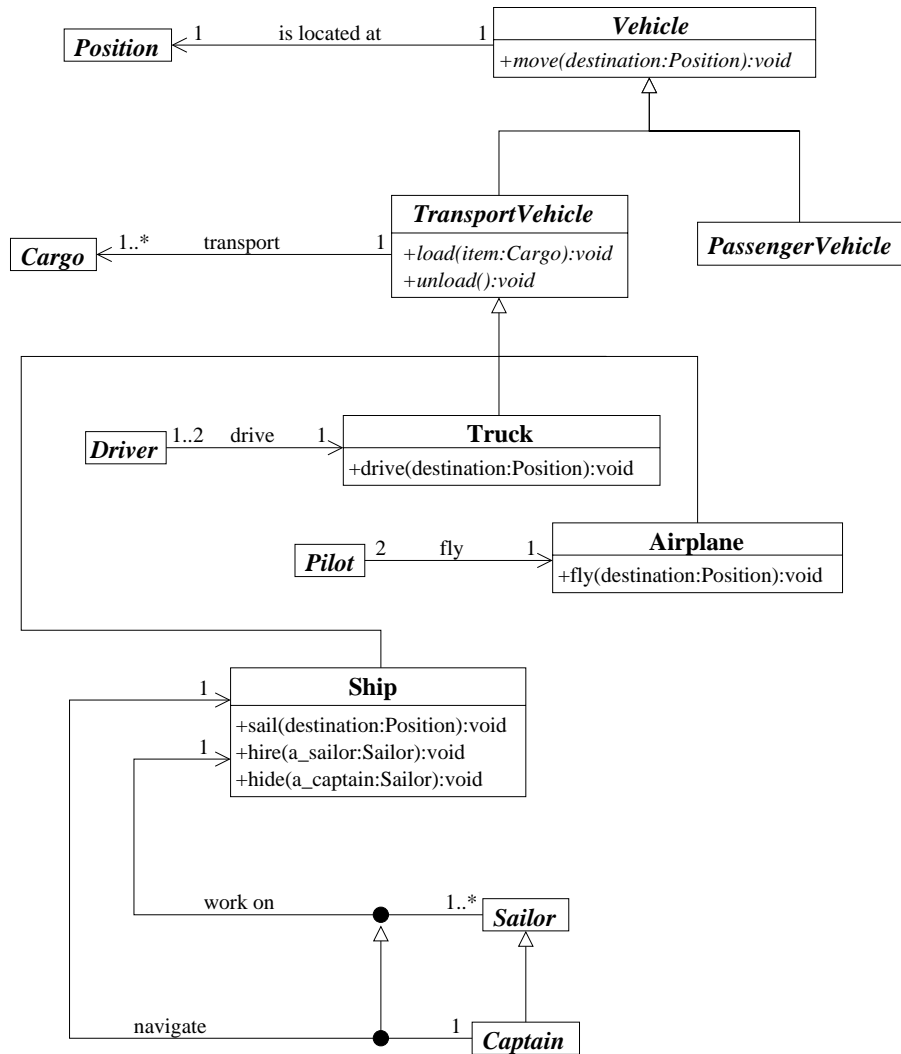 Vehicle
Position 1 is located at 1
+move(destination:Position):void
TransportVehicle
Cargo 1..* transport 1
+load(item:Cargo):void
+unload():void
PassengerVehicle
Driver 1..2 drive 1
Truck
+drive(destination:Position):void
Pilot 2 fly 1
Airplane
+fly(destination:Position):void
1 Ship
+sail(destination:Position):void
1 +hire(a_sailor:Sailor):void
+hide(a_captain:Sailor):void
work on 1..* Sailor
navigate 1 Captain